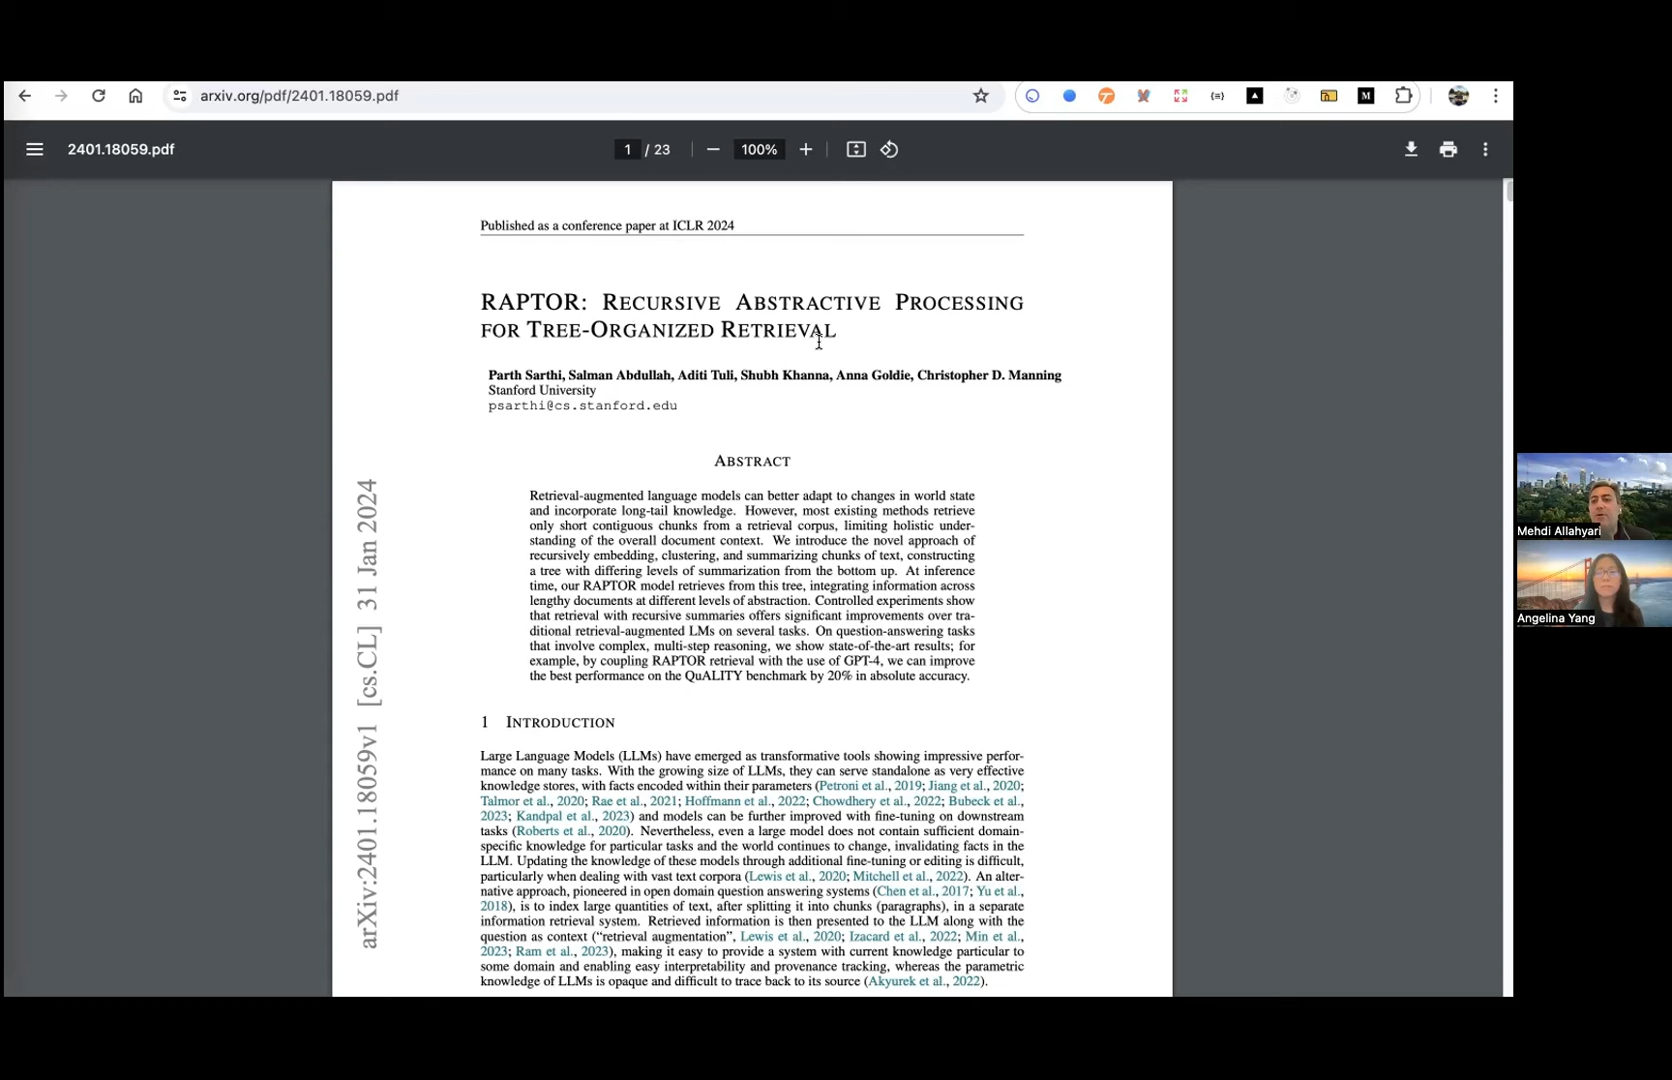 arxiv.org/pdf/2401.18059.pdf
2401.18059.pdf
1 / 23
100%
Published as a conference paper at ICLR 2024
RAPTOR: RECURSIVE ABSTRACTIVE PROCESSING
FOR TREE-ORGANIZED RETRIEVAL
Parth Sarthi, Salman Abdullah, Aditi Tuli, Shubh Khanna, Anna Goldie, Christopher D. Manning
Stanford University
psarthi@cs.stanford.edu
ABSTRACT
Retrieval-augmented language models can better adapt to changes in world state
and incorporate long-tail knowledge. However, most existing methods retrieve
only short contiguous chunks from a retrieval corpus, limiting holistic under-
standing of the overall document context. We introduce the novel approach of
recursively embedding, clustering, and summarizing chunks of text, constructing
a tree with differing levels of summarization from the bottom up. At inference
time, our RAPTOR model retrieves from this tree, integrating information across
lengthy documents at different levels of abstraction. Controlled experiments show
that retrieval with recursive summaries offers significant improvements over tra-
ditional retrieval-augmented LMs on several tasks. On question-answering tasks
that involve complex, multi-step reasoning, we show state-of-the-art results; for
example, by coupling RAPTOR retrieval with the use of GPT-4, we can improve
the best performance on the QuALITY benchmark by 20% in absolute accuracy.
1 INTRODUCTION
Large Language Models (LLMs) have emerged as transformative tools showing impressive perfor-
mance on many tasks. With the growing size of LLMs, they can serve standalone as very effective
knowledge stores, with facts encoded within their parameters (Petroni et al., 2019; Jiang et al., 2020;
Talmor et al., 2020; Rae et al., 2021; Hoffmann et al., 2022; Chowdhery et al., 2022; Bubeck et al.,
2023; Kandpal et al., 2023) and models can be further improved with fine-tuning on downstream
tasks (Roberts et al., 2020). Nevertheless, even a large model does not contain sufficient domain-
specific knowledge for particular tasks and the world continues to change, invalidating facts in the
LLM. Updating the knowledge of these models through additional fine-tuning or editing is difficult,
particularly when dealing with vast text corpora (Lewis et al., 2020; Mitchell et al., 2022). An alter-
native approach, pioneered in open domain question answering systems (Chen et al., 2017; Yu et al.,
2018), is to index large quantities of text, after splitting it into chunks (paragraphs), in a separate
information retrieval system. Retrieved information is then presented to the LLM along with the
question as context (“retrieval augmentation”, Lewis et al., 2020; Izacard et al., 2022; Min et al.,
2023; Ram et al., 2023), making it easy to provide a system with current knowledge particular to
some domain and enabling easy interpretability and provenance tracking, whereas the parametric
knowledge of LLMs is opaque and difficult to trace back to its source (Akyurek et al., 2022).
arXiv:2401.18059v1 [cs.CL] 31 Jan 2024
Mehdi Allahyari
Angelina Yang